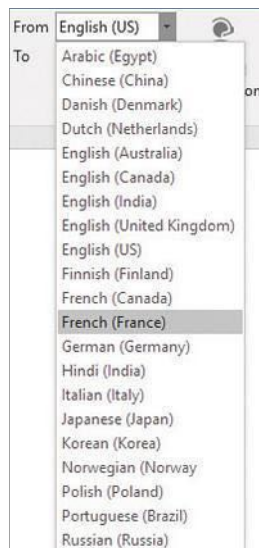 From English (US)
To
on
Arabic (Egypt)
Chinese (China)
Danish (Denmark)
Dutch (Netherlands)
English (Australia)
English (Canada)
English (India)
English (United Kingdom)
English (US)
Finnish (Finland)
French (Canada)
French (France)
German (Germany)
Hindi (India)
Italian (Italy)
Japanese (Japan)
Korean (Korea)
Norwegian (Norway
Polish (Poland)
Portuguese (Brazil)
Russian (Russia)